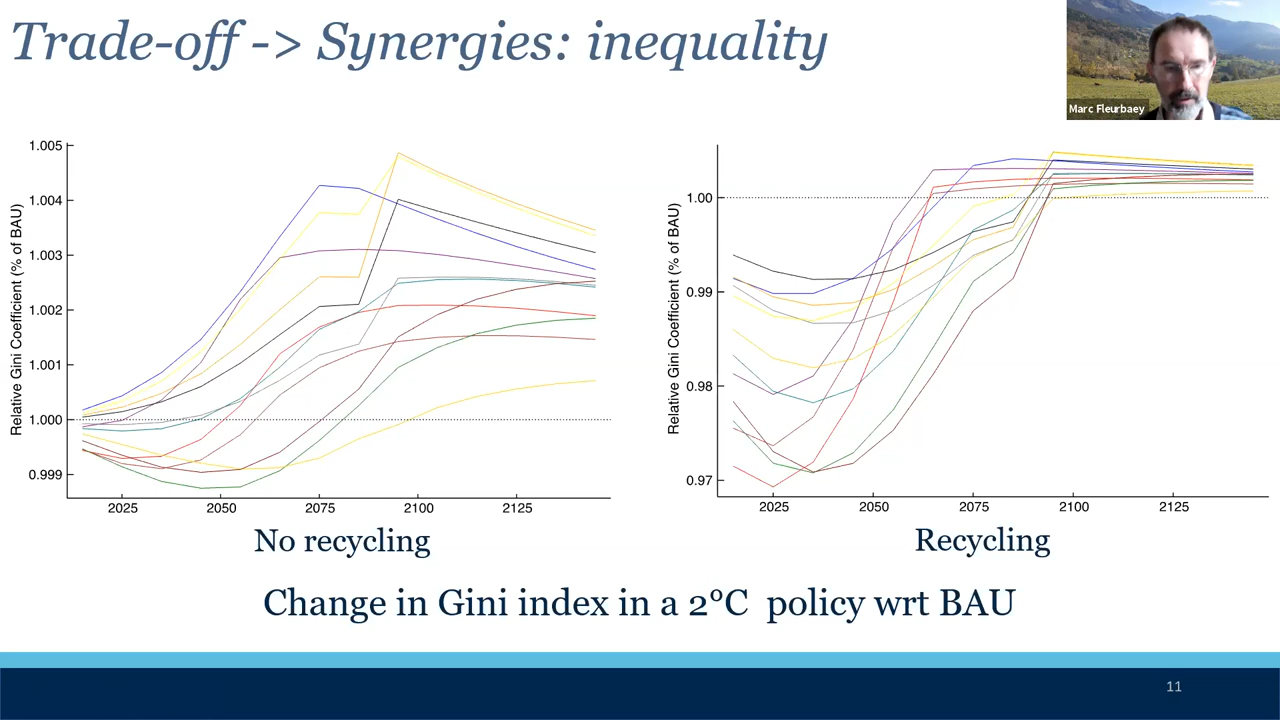 Trade-off -> Synergies: inequality
Marc Fleurbaey
Relative Gini Coefficient (% of BAU)
1.005
1.004
1.003
1.002
1.001
1.000
0.999
2025 2050 2075 2100 2125
No recycling
Relative Gini Coefficient (% of BAU)
1.00
0.99
0.98
0.97
2025 2050 2075 2100 2125
Recycling
Change in Gini index in a 2°C policy wrt BAU
11